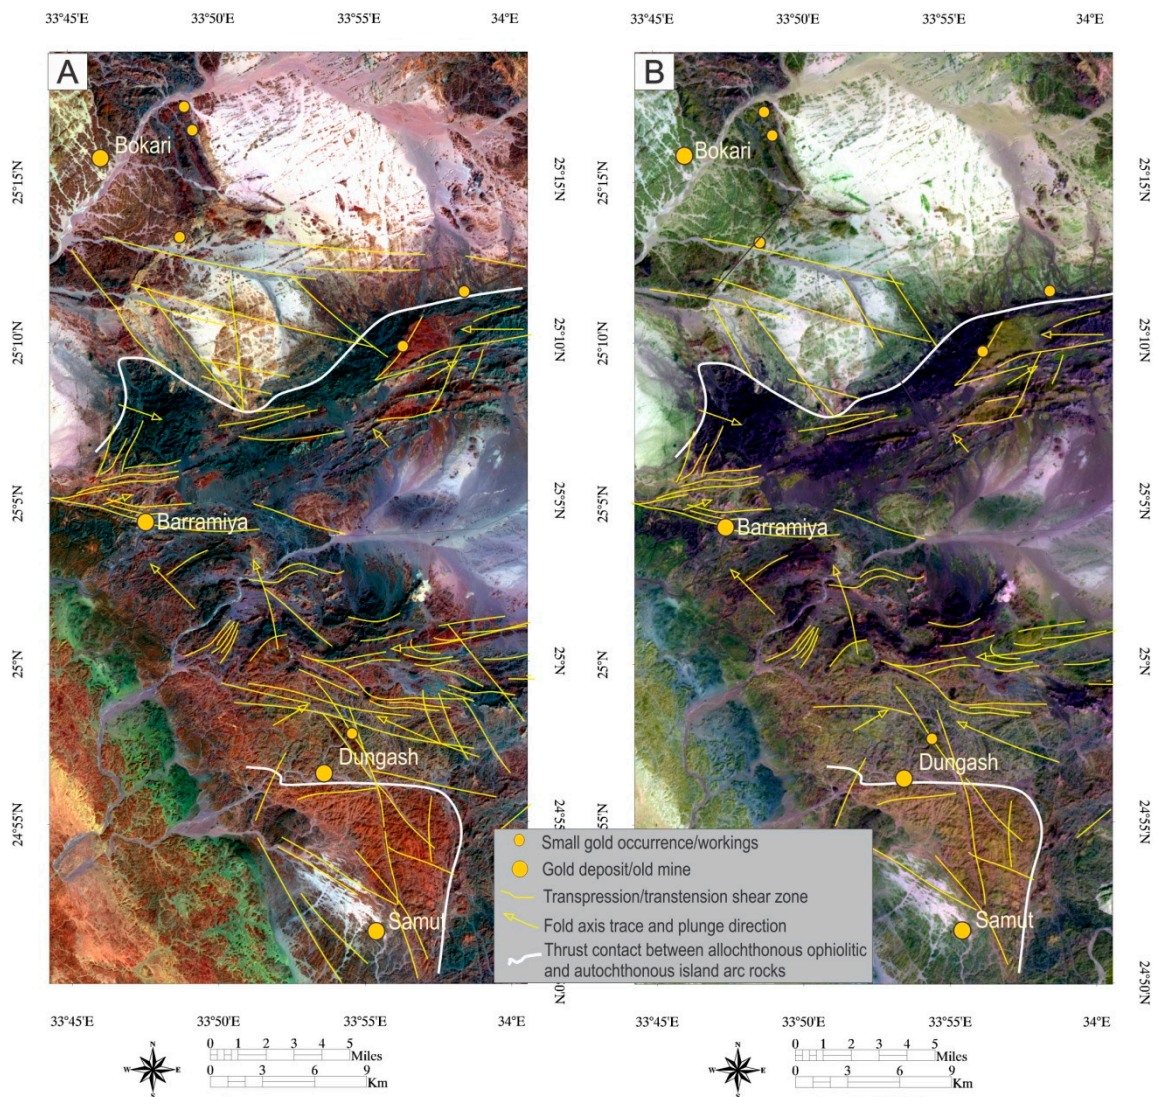 33°45'E 33°50'E 33°55'E 34°E
33°45'E 33°50'E 33°55'E 34°E
A
B
Bokari
Bokari
25°15'N
25°15'N
25°15'N
25°10'N
25°10'N
25°10'N
25°5'N
25°5'N
25°5'N
Barramiya
Barramiya
25°N
25°N
25°N
Dungash
Dungash
24°55'N
24°55
5'N
24°55'N
Samut
Samut
Small gold occurrence/workings
Gold deposit/old mine
Transpression/transtension shear zone
Fold axis trace and plunge direction
Thrust contact between allochthonous ophiolitic
and autochthonous island arc rocks
50'N
24°50'N
33°45'E 33°50'E 33°55'E 34°E
33°45'E 33°50'E 33°55'E 34°E
N
W E
S
0 1 2 3 4 5
Miles
0 3 6 9
Km
N
W E
S
0 1 2 3 4 5
Miles
0 3 6 9
Km